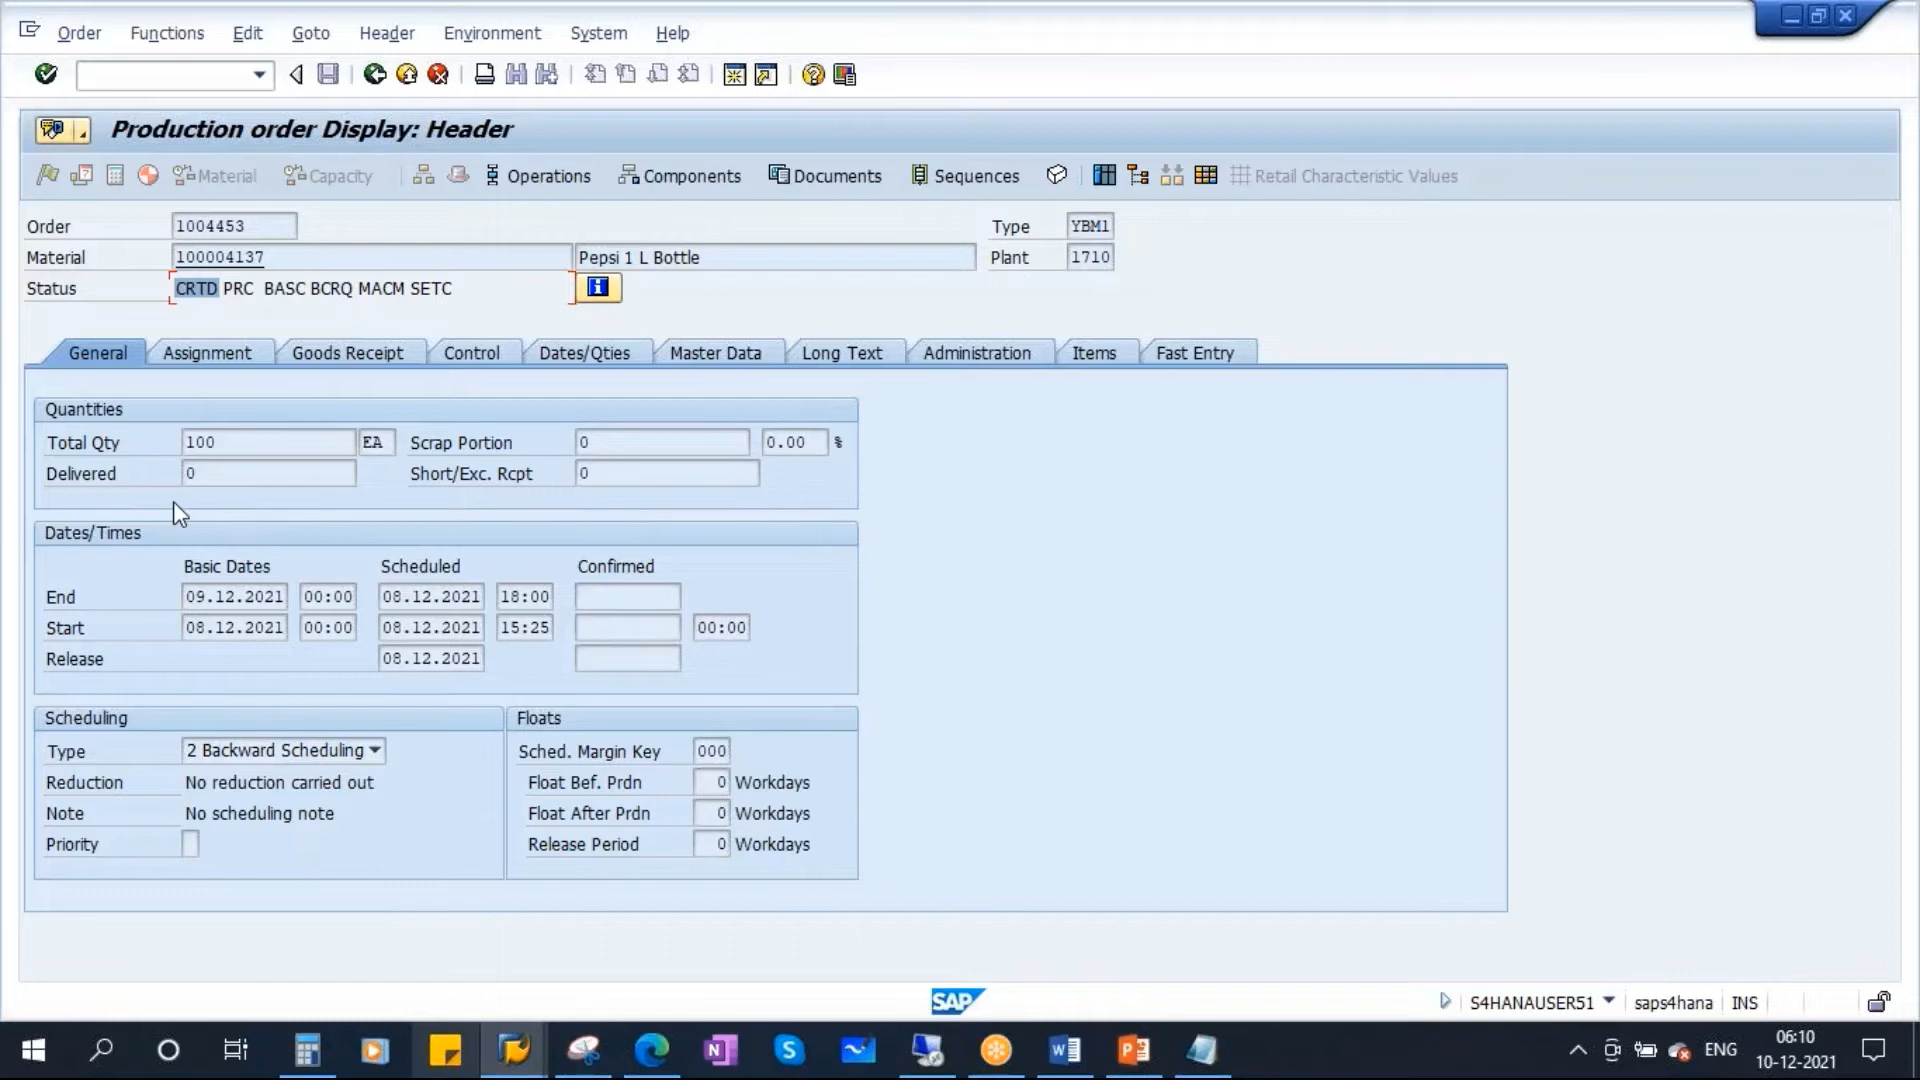 Order Functions Edit Goto Header Environment System Help
Production order Display: Header
Material Capacity Operations Components Documents Sequences Retail Characteristic Values
Order 1004453 Type YBM1
Material 100004137 Pepsi 1 L Bottle Plant 1710
Status CRTD PRC BASC BCRQ MACM SETC
General Assignment Goods Receipt Control Dates/Qties Master Data Long Text Administration Items Fast Entry
Quantities
Total Qty 100 EA Scrap Portion 0 0.00 %
Delivered 0 Short/Exc. Rcpt 0
Dates/Times
Basic Dates Scheduled Confirmed
End 09.12.2021 00:00 08.12.2021 18:00
Start 08.12.2021 00:00 08.12.2021 15:25 00:00
Release 08.12.2021
Scheduling Floats
Type 2 Backward Scheduling Sched. Margin Key 000
Reduction No reduction carried out Float Bef. Prdn 0 Workdays
Note No scheduling note Float After Prdn 0 Workdays
Priority Release Period 0 Workdays
SAP S4HANAUSER51 saps4hana INS
ENG 06:10
10-12-2021